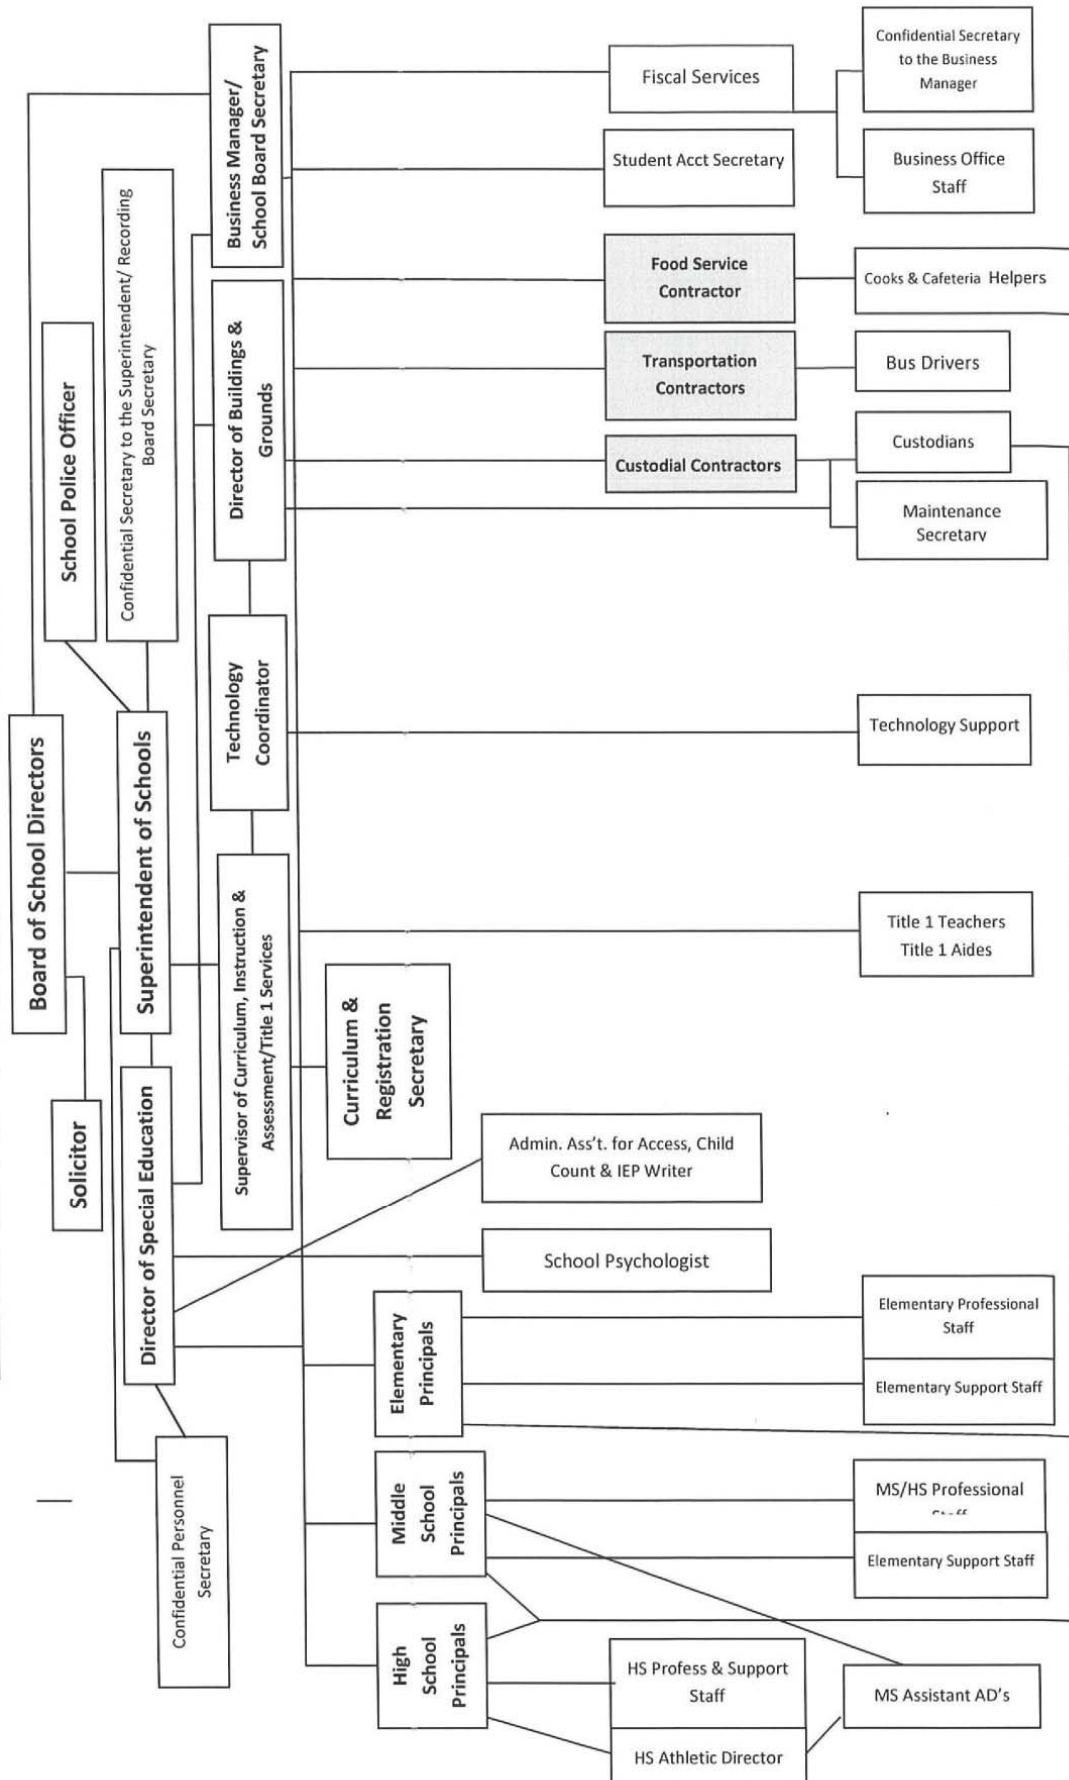 Board of School Directors
Solicitor
Superintendent of Schools
School Police Officer
Confidential Secretary to the Superintendent/ Recording
Board Secretary
Director of Special Education
Confidential Personnel
Secretary
Business Manager/
School Board Secretary
Director of Buildings &
Grounds
Technology
Coordinator
Supervisor of Curriculum, Instruction &
Assessment/Title 1 Services
Curriculum &
Registration
Secretary
Fiscal Services
Confidential Secretary
to the Business
Manager
Business Office
Staff
Student Acct Secretary
Food Service
Contractor
Cooks & Cafeteria Helpers
Transportation
Contractors
Bus Drivers
Custodial Contractors
Custodians
Maintenance
Secretary
Technology Support
Title 1 Teachers
Title 1 Aides
Admin. Ass't. for Access, Child
Count & IEP Writer
School Psychologist
Elementary
Principals
Elementary Professional
Staff
Elementary Support Staff
Middle
School
Principals
MS/HS Professional
Elementary Support Staff
High
School
Principals
HS Profess & Support
Staff
HS Athletic Director
MS Assistant AD's